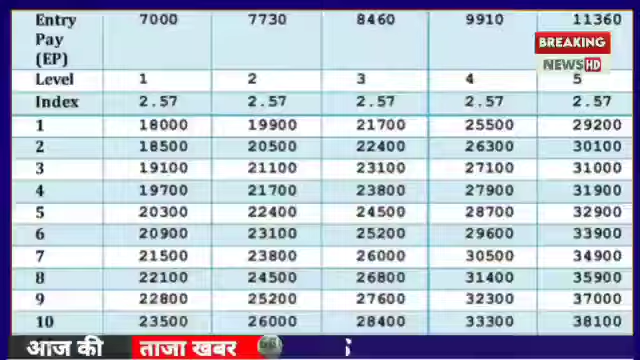 Entry Pay (EP) 7000 7730 8460 9910 11360
BREAKING
NEWS HD
Level 1 2 3 4 5
Index 2.57 2.57 2.57 2.57 2.57
1 18000 19900 21700 25500 29200
2 18500 20500 22400 26300 30100
3 19100 21100 23100 27100 31000
4 19700 21700 23800 27900 31900
5 20300 22400 24500 28700 32900
6 20900 23100 25200 29600 33900
7 21500 23800 26000 30500 34900
8 22100 24500 26800 31400 35900
9 22800 25200 27600 32300 37000
10 23500 26000 28400 33300 38100
आज की ताजा खबर